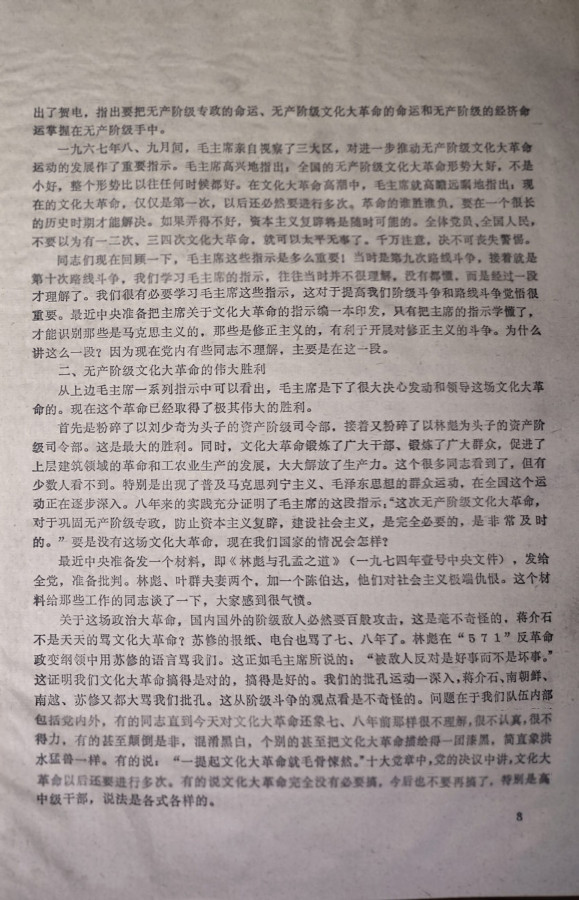 出了贺电，指出要把无产阶级专政的命运、无产阶级文化大革命的命运和无产阶级的经济命
运掌握在无产阶级手中。
一九六七年八、九月间，毛主席亲自视察了三大区，对进一步推动无产阶级文化大革命
运动的发展作了重要指示。毛主席高兴地指出：全国的无产阶级文化大革命形势大好，不是
小好，整个形势比以往任何时候都好。在文化大革命高潮中，毛主席就高瞻远瞩地指出：现
在的文化大革命，仅仅是第一次，以后还必然要进行多次。革命的谁胜谁负，要在一个很长
的历史时期才能解决。如果弄得不好，资本主义复辟将是随时可能的。全体党员、全国人民，
不要以为有一二次、三四次文化大革命，就可以太平无事了。千万注意，决不可丧失警惕。
同志们现在回顾一下，毛主席这些指示是多么重要！当时是第九次路线斗争，接着就是
第十次路线斗争，我们学习毛主席的指示，往往当时并不很理解，没有都懂，而是经过一段
才理解了。我们很有必要学习毛主席这些指示，这对于提高我们阶级斗争和路线斗争觉悟很
重要。最近中央准备把主席关于文化大革命的指示编一本印发，只有把主席的指示学懂了，
才能识别那些是马克思主义的，那些是修正主义的，有利于开展对修正主义的斗争。为什么
讲这么一段？因为现在党内有些同志不理解，主要是在这一段。
二、无产阶级文化大革命的伟大胜利
从上边毛主席一系列指示中可以看出，毛主席是下了很大决心发动和领导这场文化大革
命的。现在这个革命已经取得了极其伟大的胜利。
首先是粉碎了以刘少奇为头子的资产阶级司令部，接着又粉碎了以林彪为头子的资产阶
级司令部。这是最大的胜利。同时，文化大革命锻炼了广大干部、锻炼了广大群众，促进了
上层建筑领域的革命和工农业生产的发展，大大解放了生产力。这个很多同志看到了，但有
少数人看不到。特别是出现了普及马克思列宁主义、毛泽东思想的群众运动，在全国这个运
动正在逐步深入。八年来的实践充分证明了毛主席的这段指示：“这次无产阶级文化大革命，
对于巩固无产阶级专政，防止资本主义复辟，建设社会主义，是完全必要的，是非常及时
的。”要是没有这场文化大革命，现在我们国家的情况会怎样？
最近中央准备发一个材料，即《林彪与孔孟之道》（一九七四年壹号中央文件），发给
全党，准备批判。林彪、叶群夫妻两个，加一个陈伯达，他们对社会主义极端仇恨。这个材
料给那些工作的同志谈了一下，大家感到很气愤。
关于这场政治大革命，国内国外的阶级敌人必然要百般攻击，这是毫不奇怪的，蒋介石
不是天天的骂文化大革命？苏修的报纸、电台也骂了七、八年了。林彪在“571”反革命
政变纲领中用苏修的语言骂我们。这正如毛主席所说的：“被敌人反对是好事而不是坏事。”
这证明我们文化大革命搞得是对的，搞得是好的。我们的批孔运动一深入，蒋介石、南朝鲜、
南越、苏修又都大骂我们批孔。这从阶级斗争的观点看是不奇怪的。问题在于我们队伍内部
包括党内外，有的同志直到今天对文化大革命还象七、八年前那样很不理解，很不认真，很不
得力，有的甚至颠倒是非，混淆黑白，个别的甚至把文化大革命描绘得一团漆黑，简直象洪
水猛兽一样。有的说：“一提起文化大革命就毛骨悚然。”十大党章中，党的决议中讲，文化大
革命以后还要进行多次。有的说文化大革命完全没有必要搞，今后也不要再搞了，特别是高
中级干部，说法是各式各样的。
3